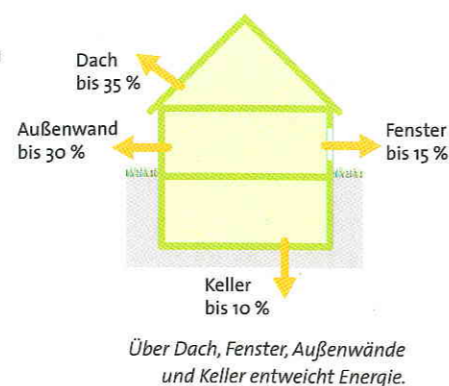 Dach
bis 35 %
Außenwand
bis 30 %
Fenster
bis 15 %
Keller
bis 10 %
Über Dach, Fenster, Außenwände
und Keller entweicht Energie.